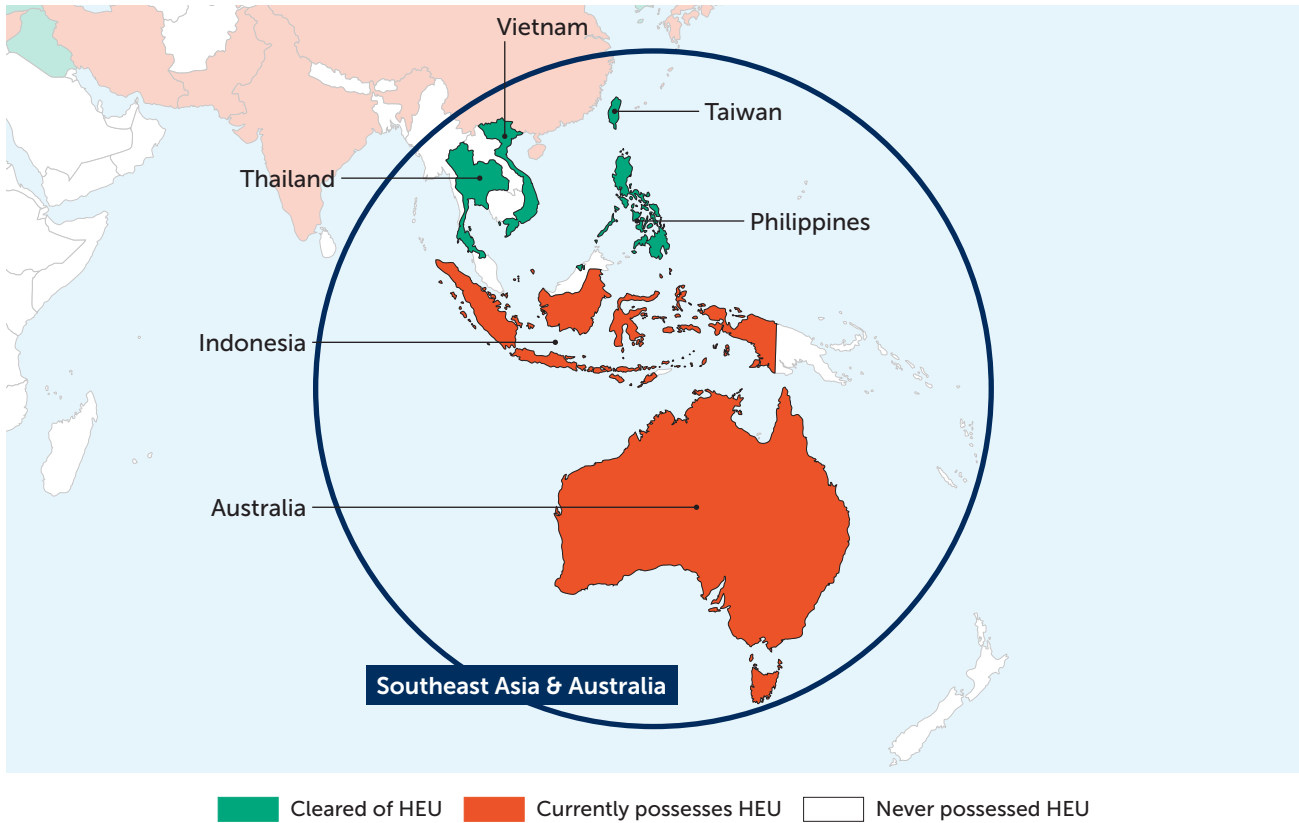 Vietnam
Taiwan
Thailand
Philippines
Indonesia
Australia
Southeast Asia & Australia
Cleared of HEU
Currently possesses HEU
Never possessed HEU